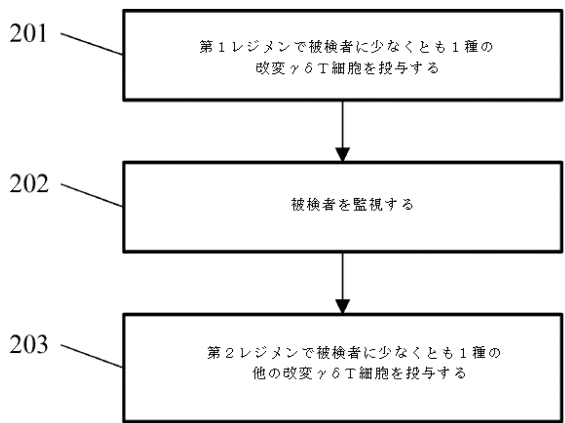 201
第１レジメンで被検者に少なくとも１種の
改変γδＴ細胞を投与する
202
被検者を監視する
203
第２レジメンで被検者に少なくとも１種の
他の改変γδＴ細胞を投与する